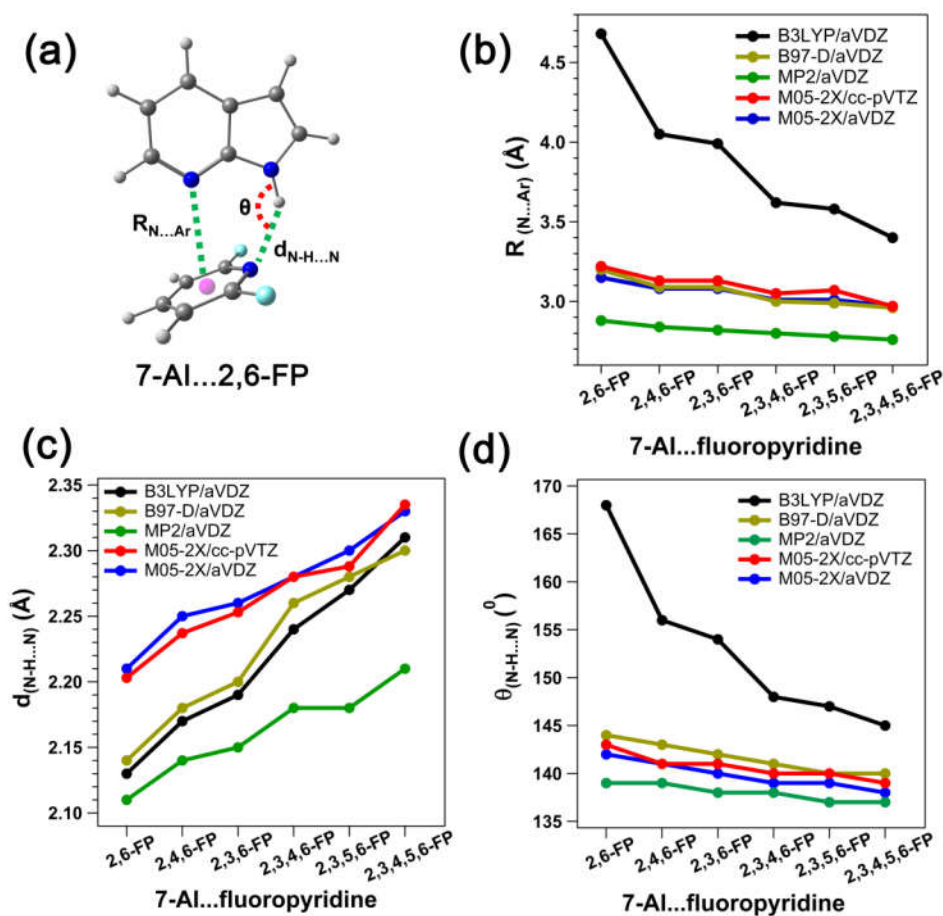 (a)
θ
R N...Ar
d N-H...N
7-AI...2,6-FP
(b)
B3LYP/aVDZ
B97-D/aVDZ
MP2/aVDZ
M05-2X/cc-pVTZ
M05-2X/aVDZ
R (N...Ar) (Å)
4.5
4.0
3.5
3.0
2,6-FP
2,4,6-FP
2,3,6-FP
2,3,4,6-FP
2,3,5,6-FP
2,3,4,5,6-FP
7-AI...fluoropyridine
(c)
B3LYP/aVDZ
B97-D/aVDZ
MP2/aVDZ
M05-2X/cc-pVTZ
M05-2X/aVDZ
d (N-H...N) (Å)
2.35
2.30
2.25
2.20
2.15
2.10
2,6-FP
2,4,6-FP
2,3,6-FP
2,3,4,6-FP
2,3,5,6-FP
2,3,4,5,6-FP
7-AI...fluoropyridine
(d)
B3LYP/aVDZ
B97-D/aVDZ
MP2/aVDZ
M05-2X/cc-pVTZ
M05-2X/aVDZ
θ (N-H...N) (⁰)
170
165
160
155
150
145
140
135
2,6-FP
2,4,6-FP
2,3,6-FP
2,3,4,6-FP
2,3,5,6-FP
2,3,4,5,6-FP
7-AI...fluoropyridine